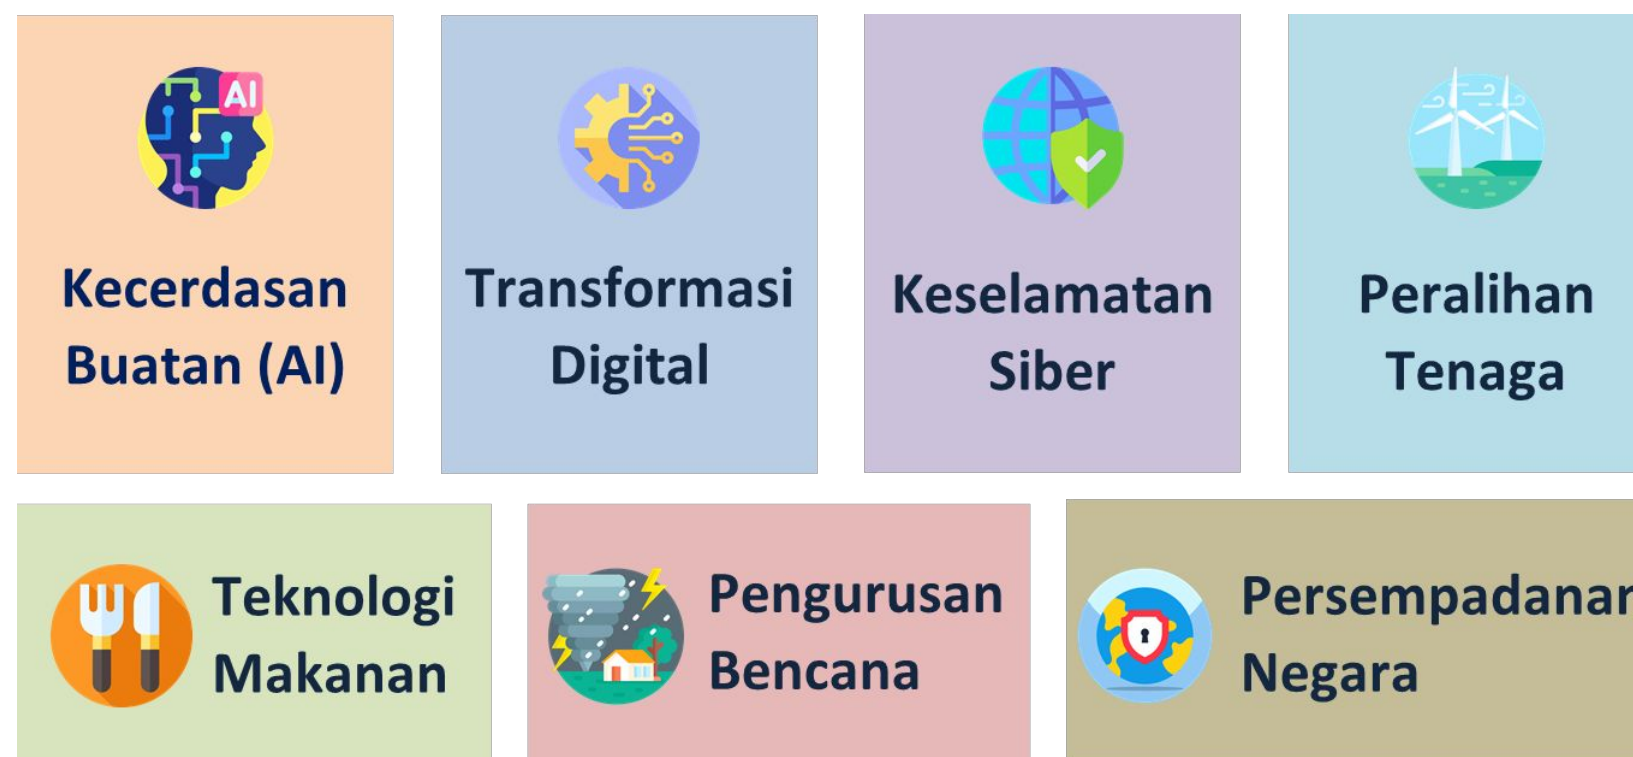 AI
Kecerdasan
Buatan (AI)
Transformasi
Digital
Keselamatan
Siber
Peralihan
Tenaga
Teknologi
Makanan
Pengurusan
Bencana
Persempadanan
Negara